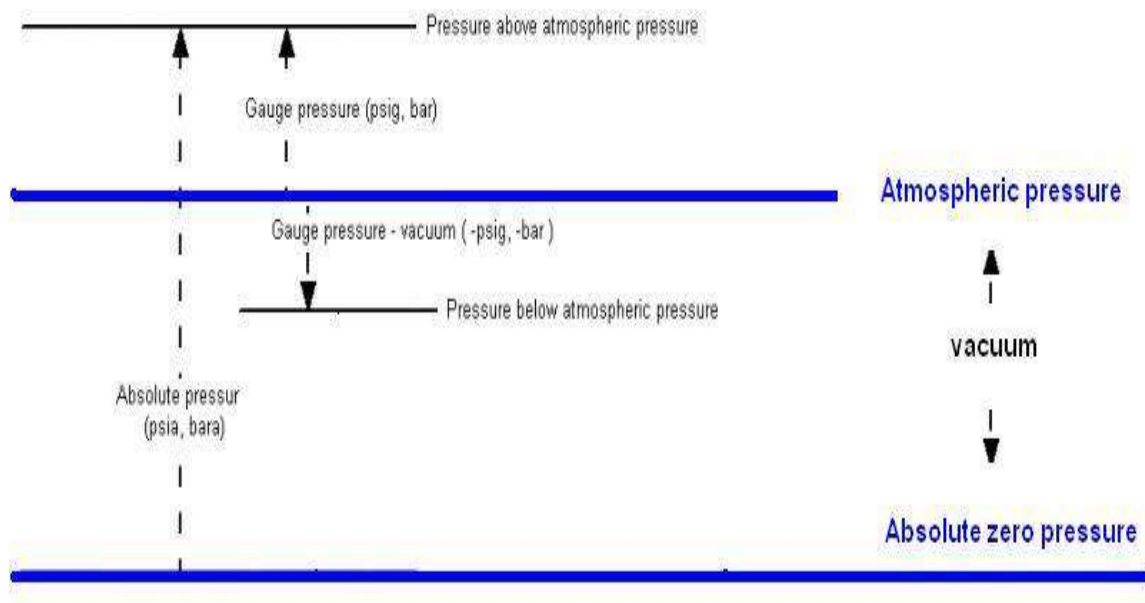 Pressure above atmospheric pressure
Gauge pressure (psig, bar)
Atmospheric pressure
Gauge pressure - vacuum ( -psig, -bar )
Pressure below atmospheric pressure
vacuum
Absolute pressur
(psia, bara)
Absolute zero pressure